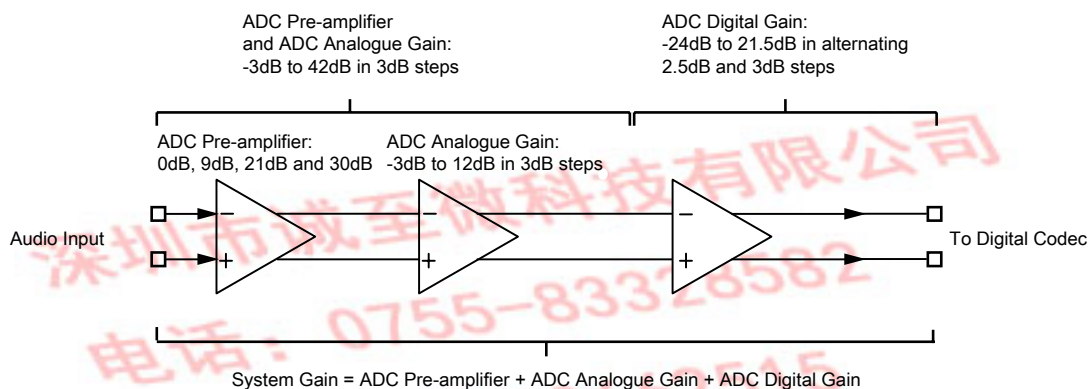 ADC Pre-amplifier
and ADC Analogue Gain:
-3dB to 42dB in 3dB steps
ADC Digital Gain:
-24dB to 21.5dB in alternating
2.5dB and 3dB steps
ADC Pre-amplifier:
0dB, 9dB, 21dB and 30dB
ADC Analogue Gain:
-3dB to 12dB in 3dB steps
Audio Input
To Digital Codec
深圳市诚至微科技有限公司
电话：0755-83328582
System Gain = ADC Pre-amplifier + ADC Analogue Gain + ADC Digital Gain